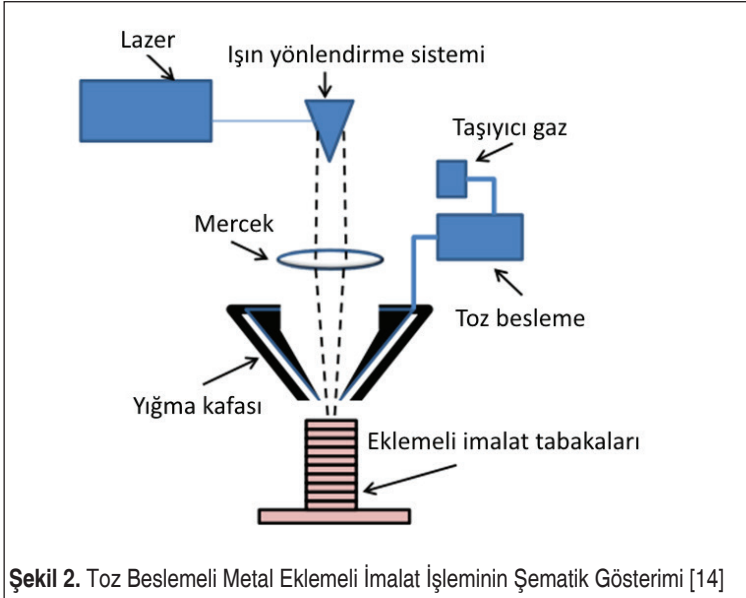 Lazer
Işın yönlendirme sistemi
Taşıyıcı gaz
Mercek
Toz besleme
Yığma kafası
Eklemeli imalat tabakaları
Şekil 2. Toz Beslemeli Metal Eklemeli İmalat İşleminin Şematik Gösterimi [14]